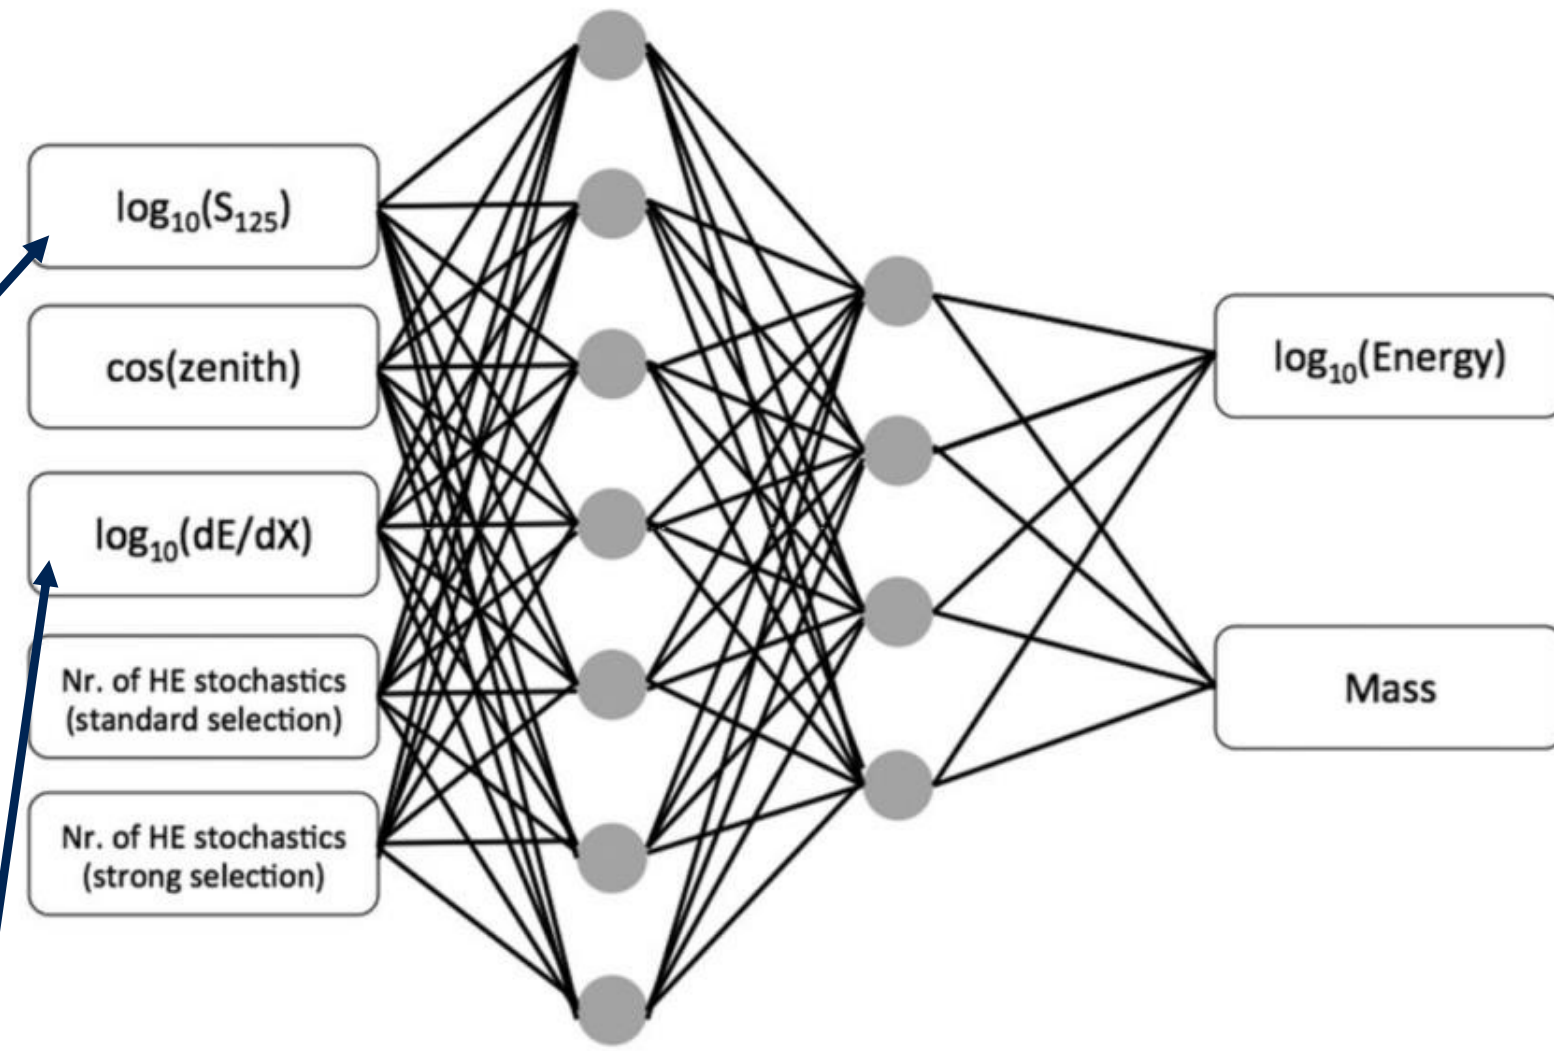 log₁₀(S₁₂₅)
cos(zenith)
log₁₀(dE/dX)
Nr. of HE stochastics
(standard selection)
Nr. of HE stochastics
(strong selection)
log₁₀(Energy)
Mass